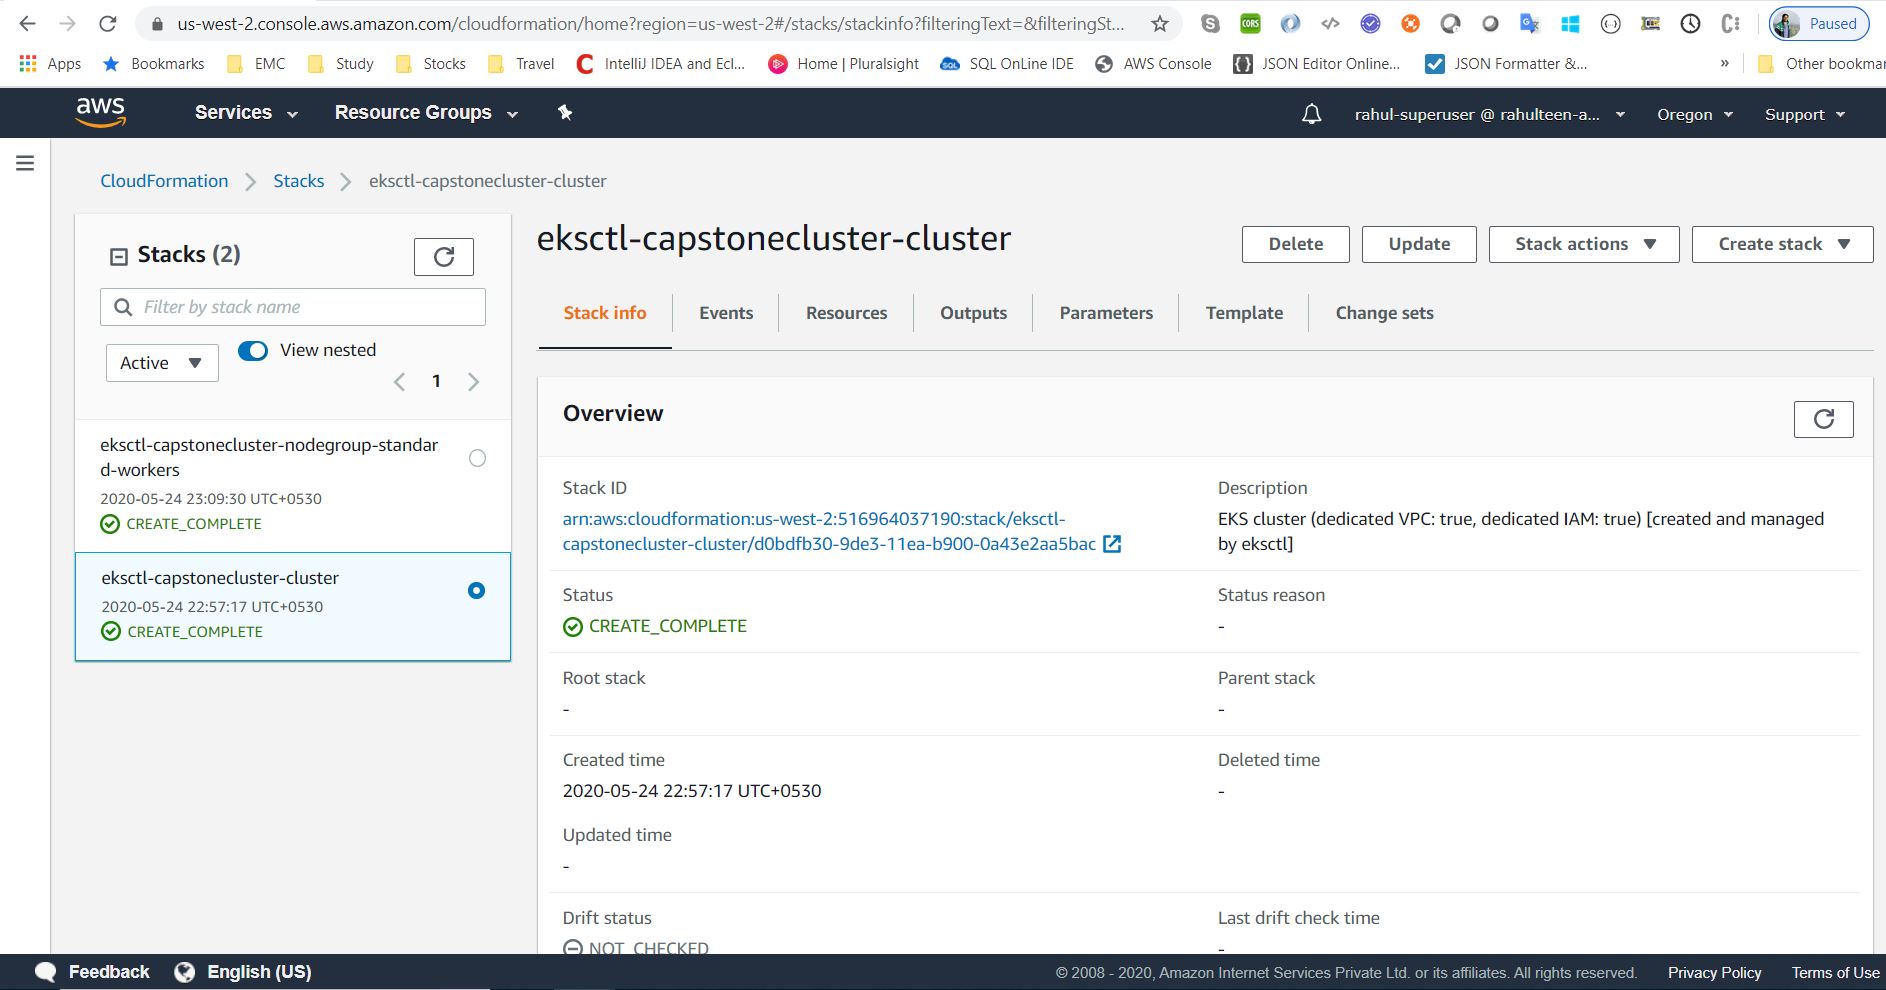 us-west-2.console.aws.amazon.com/cloudformation/home?region=us-west-2#/stacks/stackinfo?filteringText=&filteringSt...
CORS
Paused
Apps
Bookmarks
EMC
Study
Stocks
Travel
IntelliJ IDEA and Ecl...
Home | Pluralsight
SQL OnLine IDE
AWS Console
JSON Editor Online...
JSON Formatter &...
»
Other bookmar
aws
Services
Resource Groups
rahul-superuser @ rahulteen-a...
Oregon
Support
CloudFormation
Stacks
eksctl-capstonecluster-cluster
Stacks (2)
Filter by stack name
Active
View nested
1
eksctl-capstonecluster-nodegroup-standar
d-workers
2020-05-24 23:09:30 UTC+0530
CREATE_COMPLETE
eksctl-capstonecluster-cluster
2020-05-24 22:57:17 UTC+0530
CREATE_COMPLETE
eksctl-capstonecluster-cluster
Delete
Update
Stack actions
Create stack
Stack info
Events
Resources
Outputs
Parameters
Template
Change sets
Overview
Stack ID
arn:aws:cloudformation:us-west-2:516964037190:stack/eksctl-
capstonecluster-cluster/d0bdfb30-9de3-11ea-b900-0a43e2aa5bac
Description
EKS cluster (dedicated VPC: true, dedicated IAM: true) [created and managed
by eksctl]
Status
CREATE_COMPLETE
Status reason
-
Root stack
-
Parent stack
-
Created time
2020-05-24 22:57:17 UTC+0530
Deleted time
-
Updated time
-
Drift status
NOT_CHECKED
Last drift check time
-
Feedback
English (US)
© 2008 - 2020, Amazon Internet Services Private Ltd. or its affiliates. All rights reserved.
Privacy Policy
Terms of Use